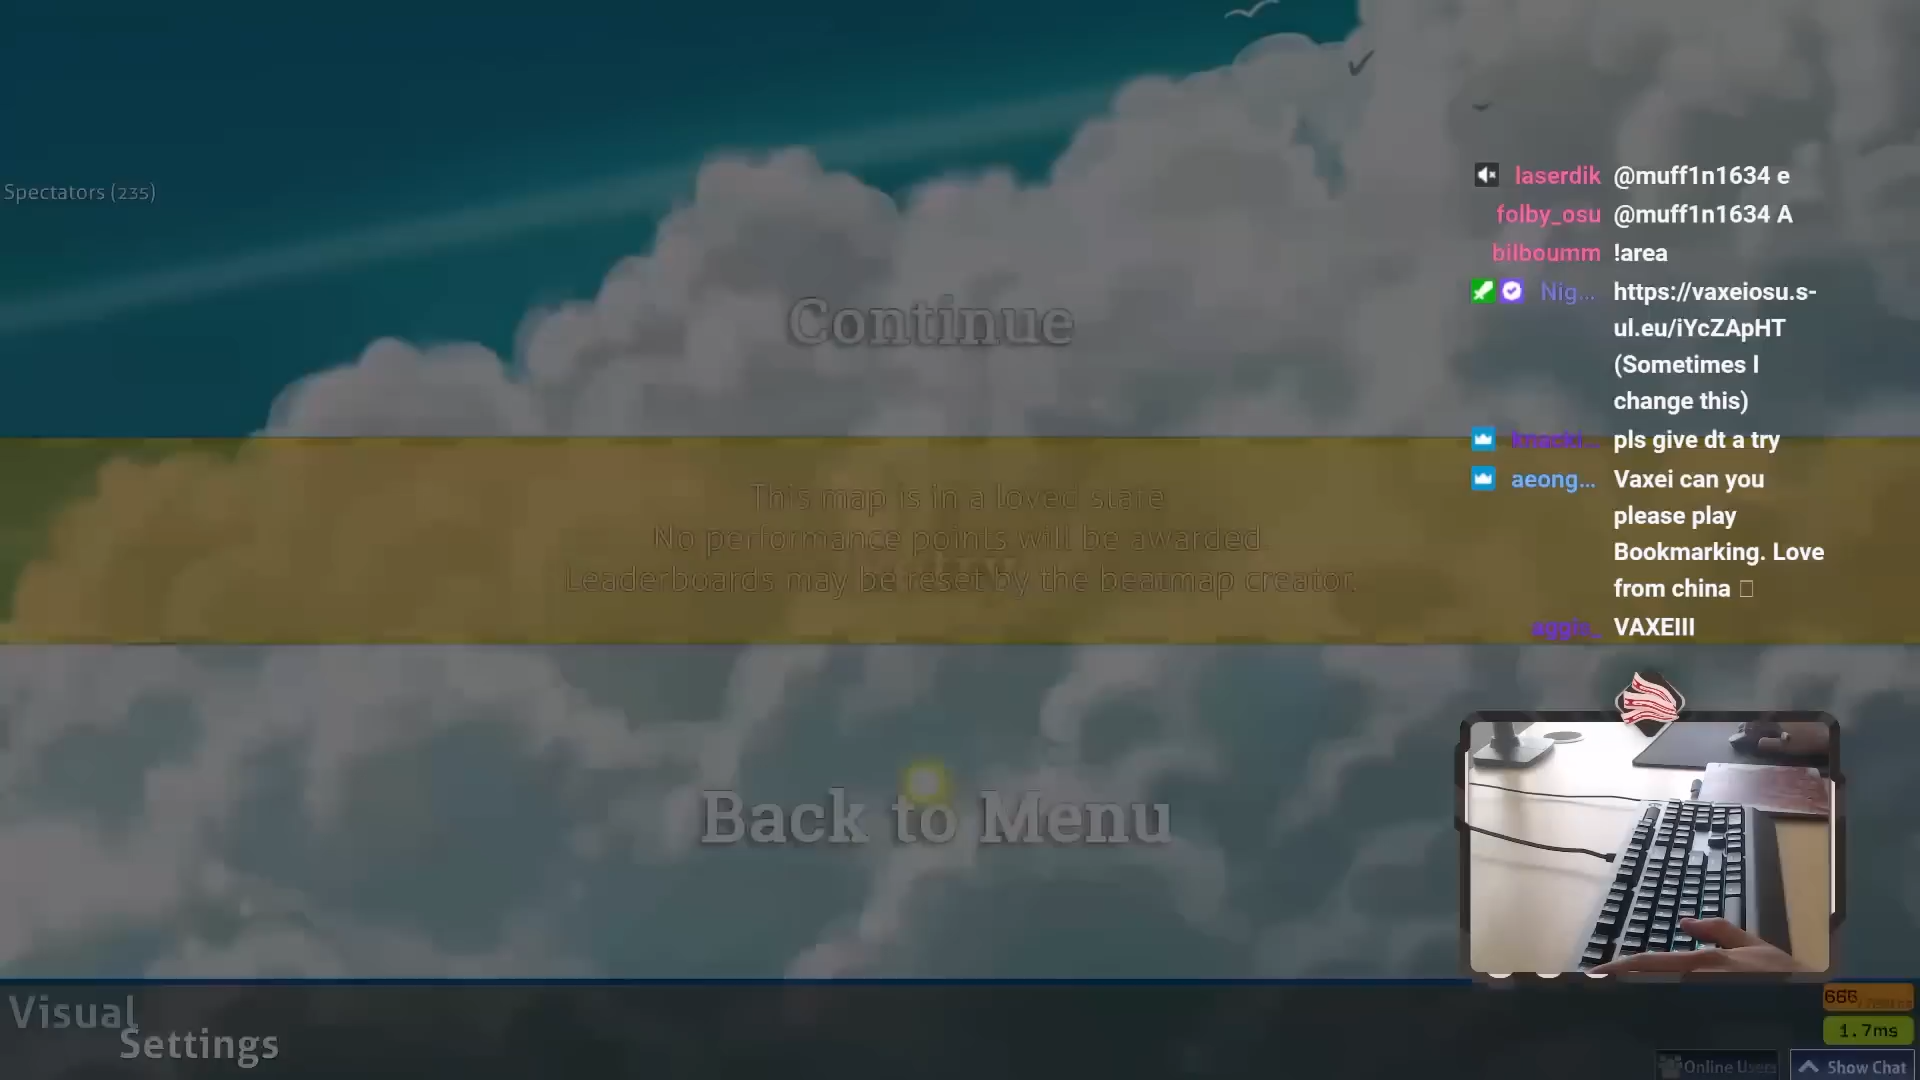 Spectators (235)
Continue
This map is in a loved state
No performance points will be awarded.
Leaderboards may be reset by the beatmap creator.
Back to Menu
Visual
Settings
laserdik @muff1n1634 e
folby_osu @muff1n1634 A
bilboumm !area
Nig... https://vaxeiosu.s-
ul.eu/iYcZApHT
(Sometimes I
change this)
knacki... pls give dt a try
aeong... Vaxei can you
please play
Bookmarking. Love
from china
aggis_ VAXEIII
1.7ms
Online Users
Show Chat